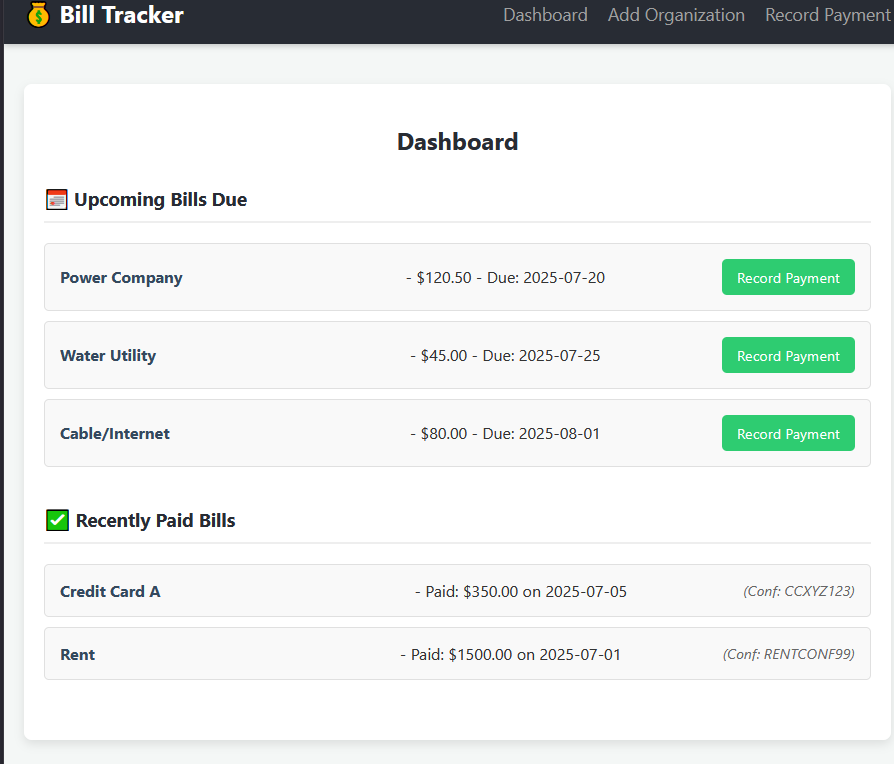 Bill Tracker
Dashboard Add Organization Record Payment
Dashboard
Upcoming Bills Due
Power Company - $120.50 - Due: 2025-07-20 Record Payment
Water Utility - $45.00 - Due: 2025-07-25 Record Payment
Cable/Internet - $80.00 - Due: 2025-08-01 Record Payment
Recently Paid Bills
Credit Card A - Paid: $350.00 on 2025-07-05 (Conf: CCXYZ123)
Rent - Paid: $1500.00 on 2025-07-01 (Conf: RENTCONF99)